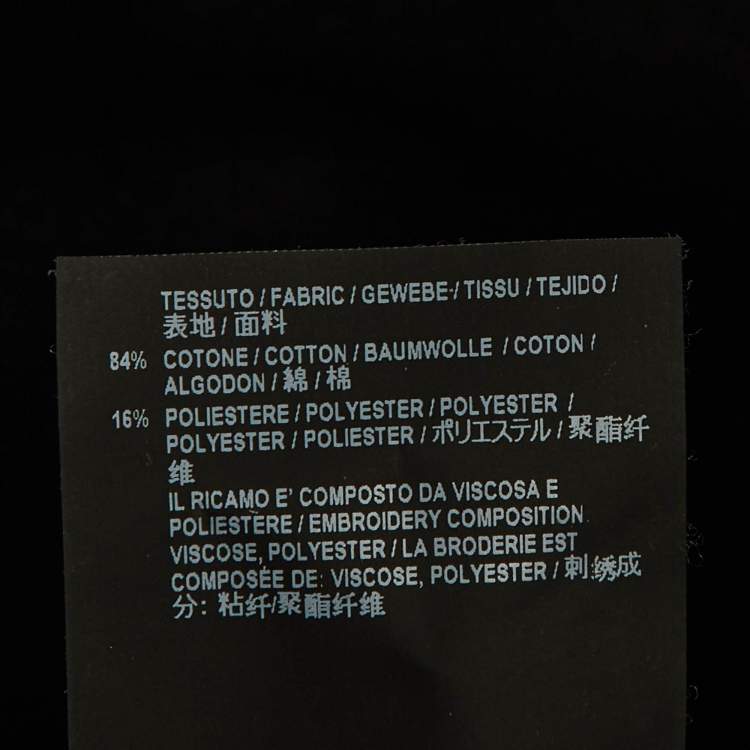 TESSUTO / FABRIC / GEWEBE / TISSU / TEJIDO /
表地 / 面料
84% COTONE / COTTON / BAUMWOLLE / COTON /
ALGODON / 綿 / 棉
16% POLIESTERE / POLYESTER / POLYESTER /
POLYESTER / POLIESTER / ポリエステル / 聚酯纤
维
IL RICAMO E' COMPOSTO DA VISCOSA E
POLIESTERE / EMBROIDERY COMPOSITION
VISCOSE, POLYESTER / LA BRODERIE EST
COMPOSÉE DE: VISCOSE, POLYESTER / 刺绣成
分: 粘纤/聚酯纤维